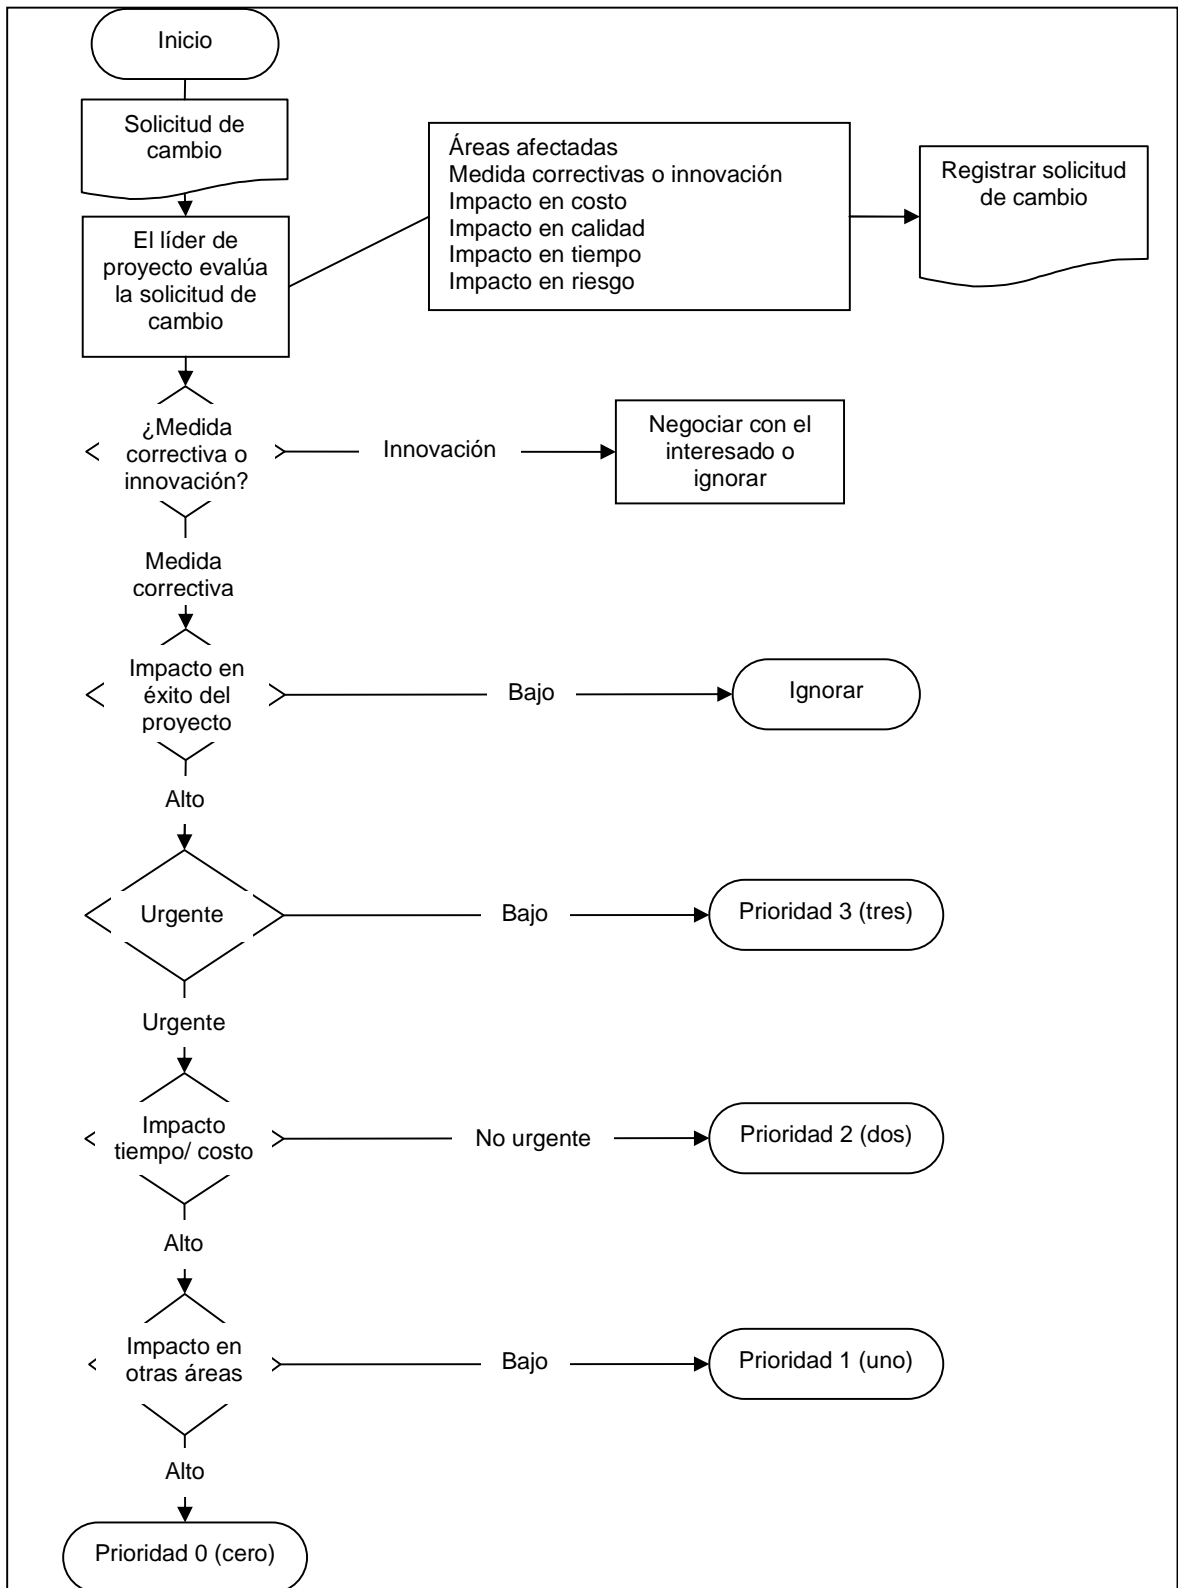 Inicio
Solicitud de
cambio
Áreas afectadas
Medida correctivas o innovación
Impacto en costo
Impacto en calidad
Impacto en tiempo
Impacto en riesgo
Registrar solicitud
de cambio
El líder de
proyecto evalúa
la solicitud de
cambio
¿Medida
correctiva o
innovación?
Innovación
Negociar con el
interesado o
ignorar
Medida
correctiva
Impacto en
éxito del
proyecto
Bajo
Ignorar
Alto
Urgente
Bajo
Prioridad 3 (tres)
Urgente
Impacto
tiempo/ costo
No urgente
Prioridad 2 (dos)
Alto
Impacto en
otras áreas
Bajo
Prioridad 1 (uno)
Alto
Prioridad 0 (cero)